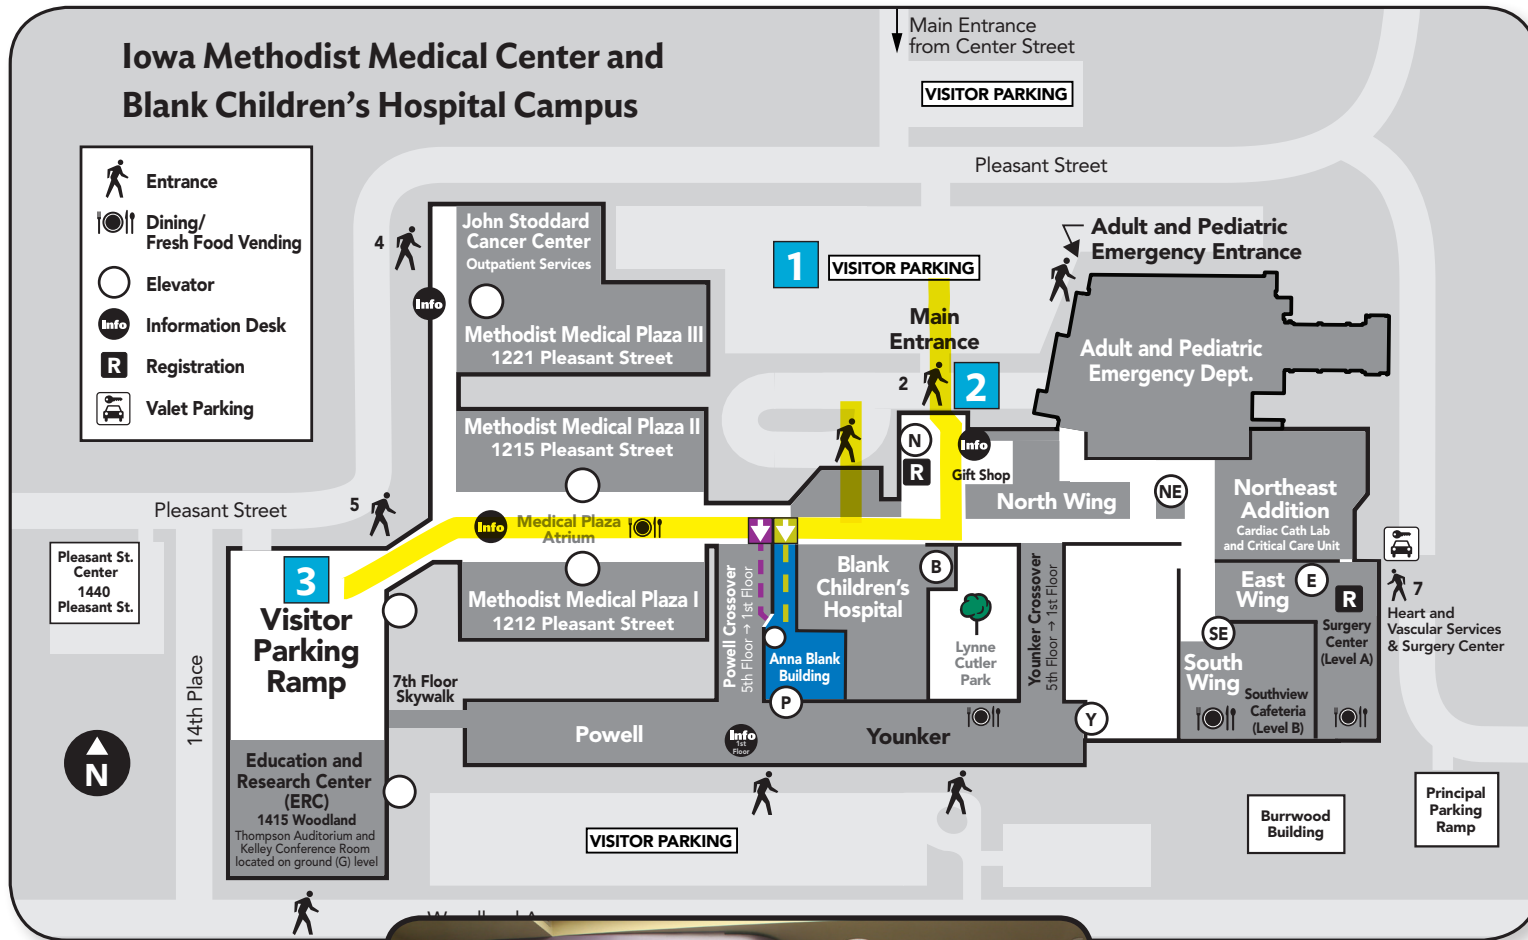 Iowa Methodist Medical Center and
Blank Children's Hospital Campus
Entrance
Dining/
Fresh Food Vending
Elevator
Info
Information Desk
R
Registration
Valet Parking
Main Entrance
from Center Street
VISITOR PARKING
Pleasant Street
4
John Stoddard
Cancer Center
Outpatient Services
Info
Methodist Medical Plaza III
1221 Pleasant Street
1
VISITOR PARKING
Main
Entrance
2
2
Adult and Pediatric
Emergency Entrance
Adult and Pediatric
Emergency Dept.
Methodist Medical Plaza II
1215 Pleasant Street
N
R
Info
Gift Shop
North Wing
NE
Northeast
Addition
Cardiac Cath Lab
and Critical Care Unit
Pleasant Street
5
Info
Medical Plaza
Atrium
Pleasant St.
Center
1440
Pleasant St.
3
Visitor
Parking
Ramp
Methodist Medical Plaza I
1212 Pleasant Street
Powell Crossover
5th Floor → 1st Floor
Anna Blank
Building
P
Blank
Children's
Hospital
B
Lynne
Cutler
Park
Younker Crossover
5th Floor → 1st Floor
East
Wing
E
R
7
Heart and
Vascular Services
& Surgery Center
Surgery
Center
(Level A)
SE
South
Wing
Southview
Cafeteria
(Level B)
14th Place
7th Floor
Skywalk
N
Powell
Info
1st
Floor
Younker
Y
Education and
Research Center
(ERC)
1415 Woodland
Thompson Auditorium and
Kelley Conference Room
located on ground (G) level
VISITOR PARKING
Burrwood
Building
Principal
Parking
Ramp